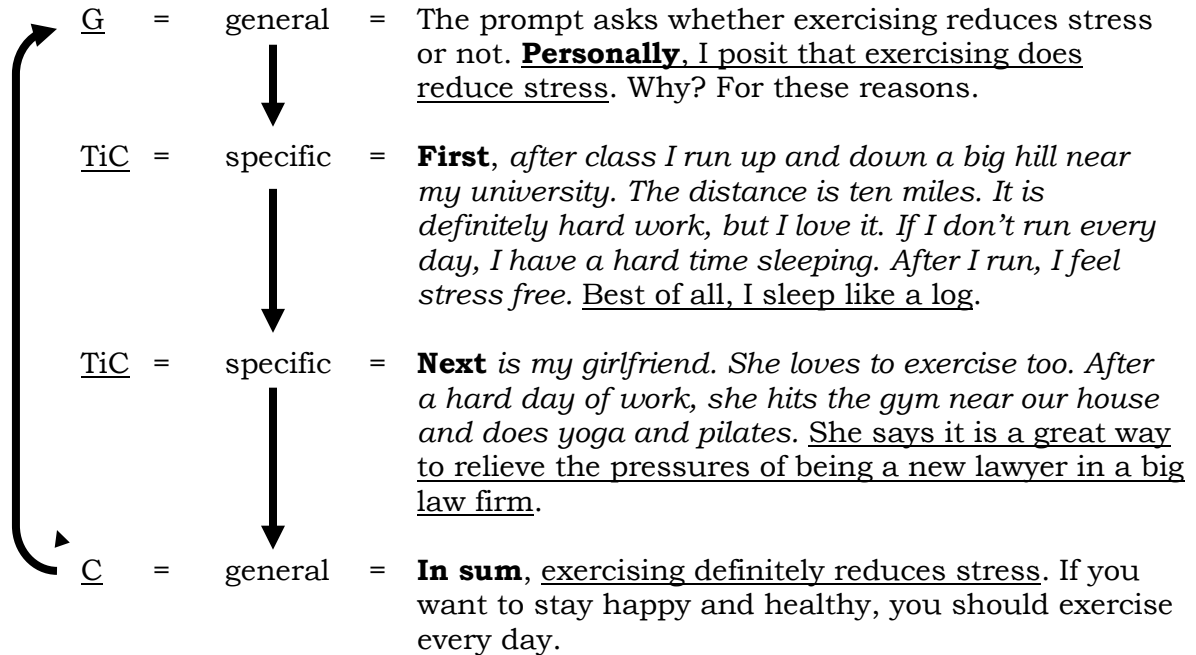 G = general = The prompt asks whether exercising reduces stress
or not. Personally, I posit that exercising does
reduce stress. Why? For these reasons.
TiC = specific = First, after class I run up and down a big hill near
my university. The distance is ten miles. It is
definitely hard work, but I love it. If I don't run every
day, I have a hard time sleeping. After I run, I feel
stress free. Best of all, I sleep like a log.
TiC = specific = Next is my girlfriend. She loves to exercise too. After
a hard day of work, she hits the gym near our house
and does yoga and pilates. She says it is a great way
to relieve the pressures of being a new lawyer in a big
law firm.
C = general = In sum, exercising definitely reduces stress. If you
want to stay happy and healthy, you should exercise
every day.